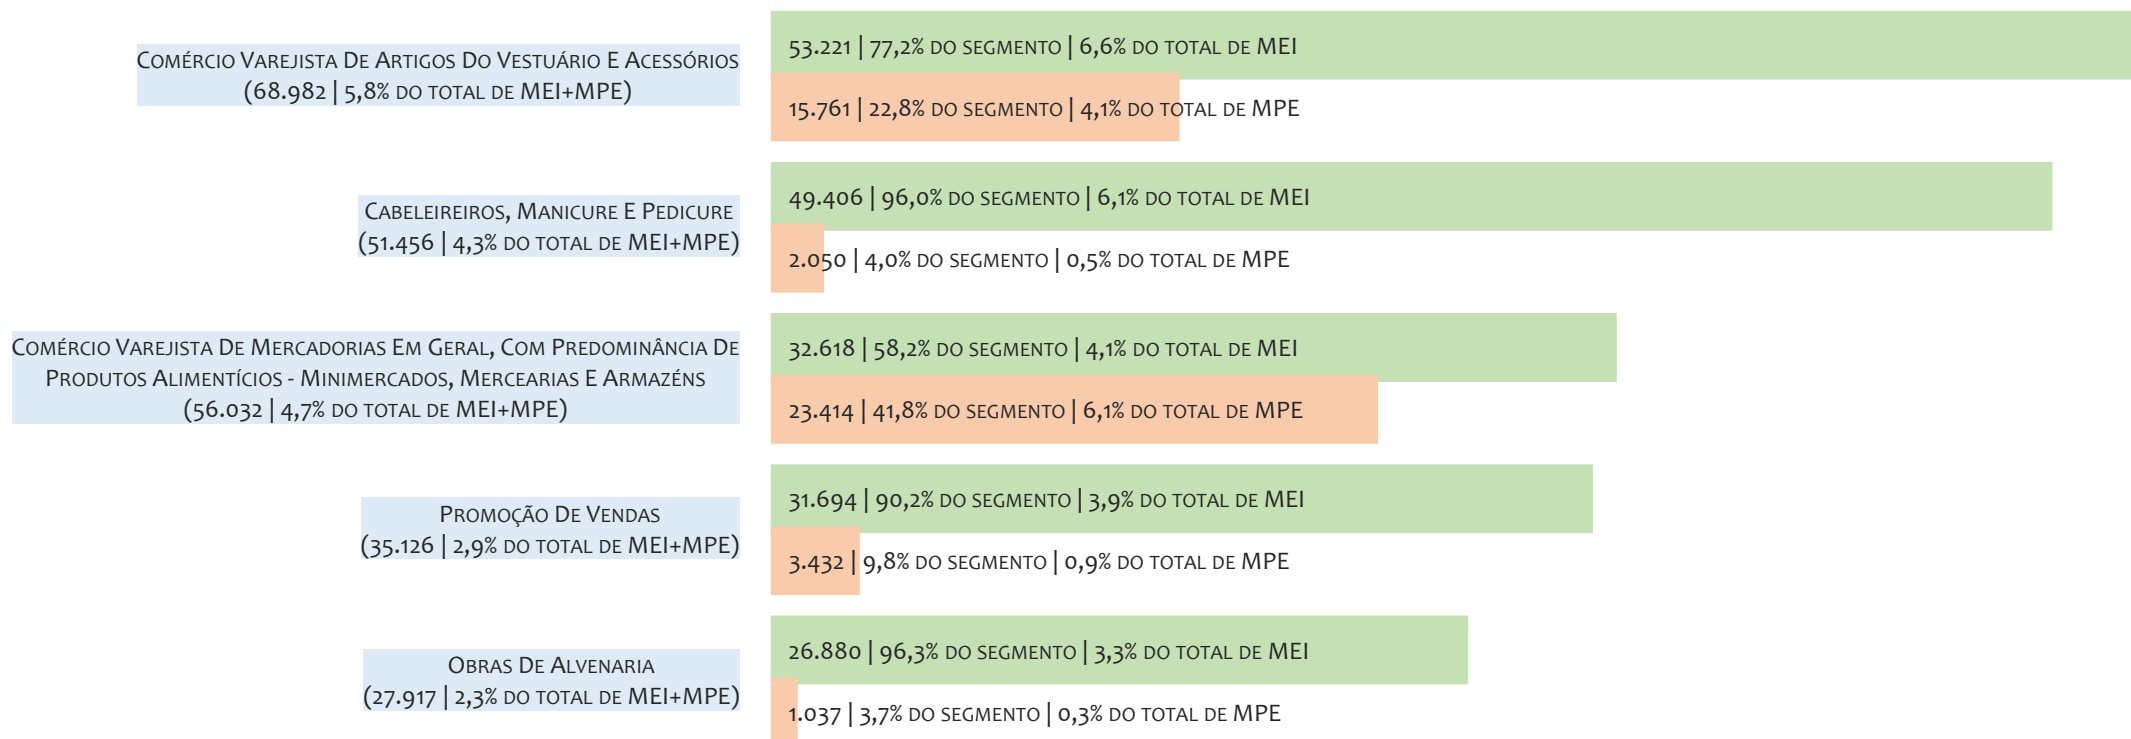 Comércio Varejista De Artigos Do Vestuário E Acessórios
(68.982 | 5,8% do total de MEI+MPE)
53.221 | 77,2% do segmento | 6,6% do total de MEI
15.761 | 22,8% do segmento | 4,1% do total de MPE
Cabeleireiros, Manicure E Pedicure
(51.456 | 4,3% do total de MEI+MPE)
49.406 | 96,0% do segmento | 6,1% do total de MEI
2.050 | 4,0% do segmento | 0,5% do total de MPE
Comércio Varejista De Mercadorias Em Geral, Com Predominância De
Produtos Alimentícios - Minimercados, Mercearias E Armazéns
(56.032 | 4,7% do total de MEI+MPE)
32.618 | 58,2% do segmento | 4,1% do total de MEI
23.414 | 41,8% do segmento | 6,1% do total de MPE
Promoção De Vendas
(35.126 | 2,9% do total de MEI+MPE)
31.694 | 90,2% do segmento | 3,9% do total de MEI
3.432 | 9,8% do segmento | 0,9% do total de MPE
Obras De Alvenaria
(27.917 | 2,3% do total de MEI+MPE)
26.880 | 96,3% do segmento | 3,3% do total de MEI
1.037 | 3,7% do segmento | 0,3% do total de MPE